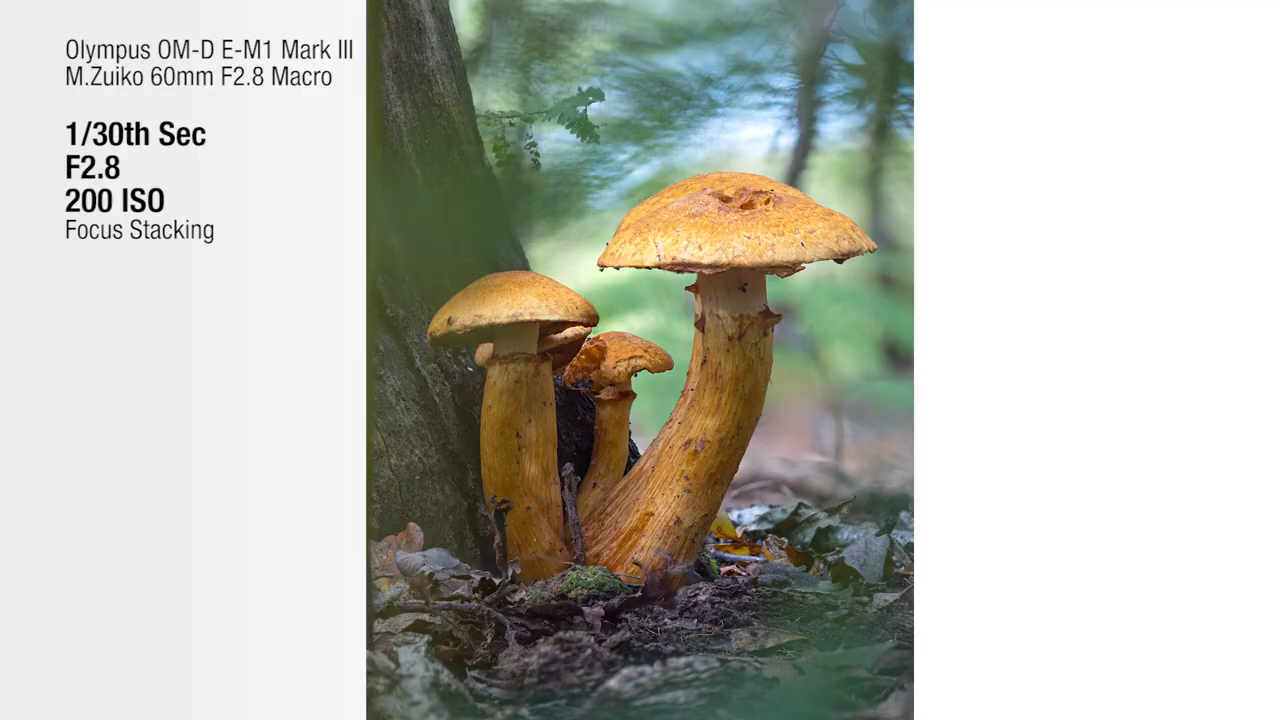 Olympus OM-D E-M1 Mark III
M.Zuiko 60mm F2.8 Macro
1/30th Sec
F2.8
200 ISO
Focus Stacking